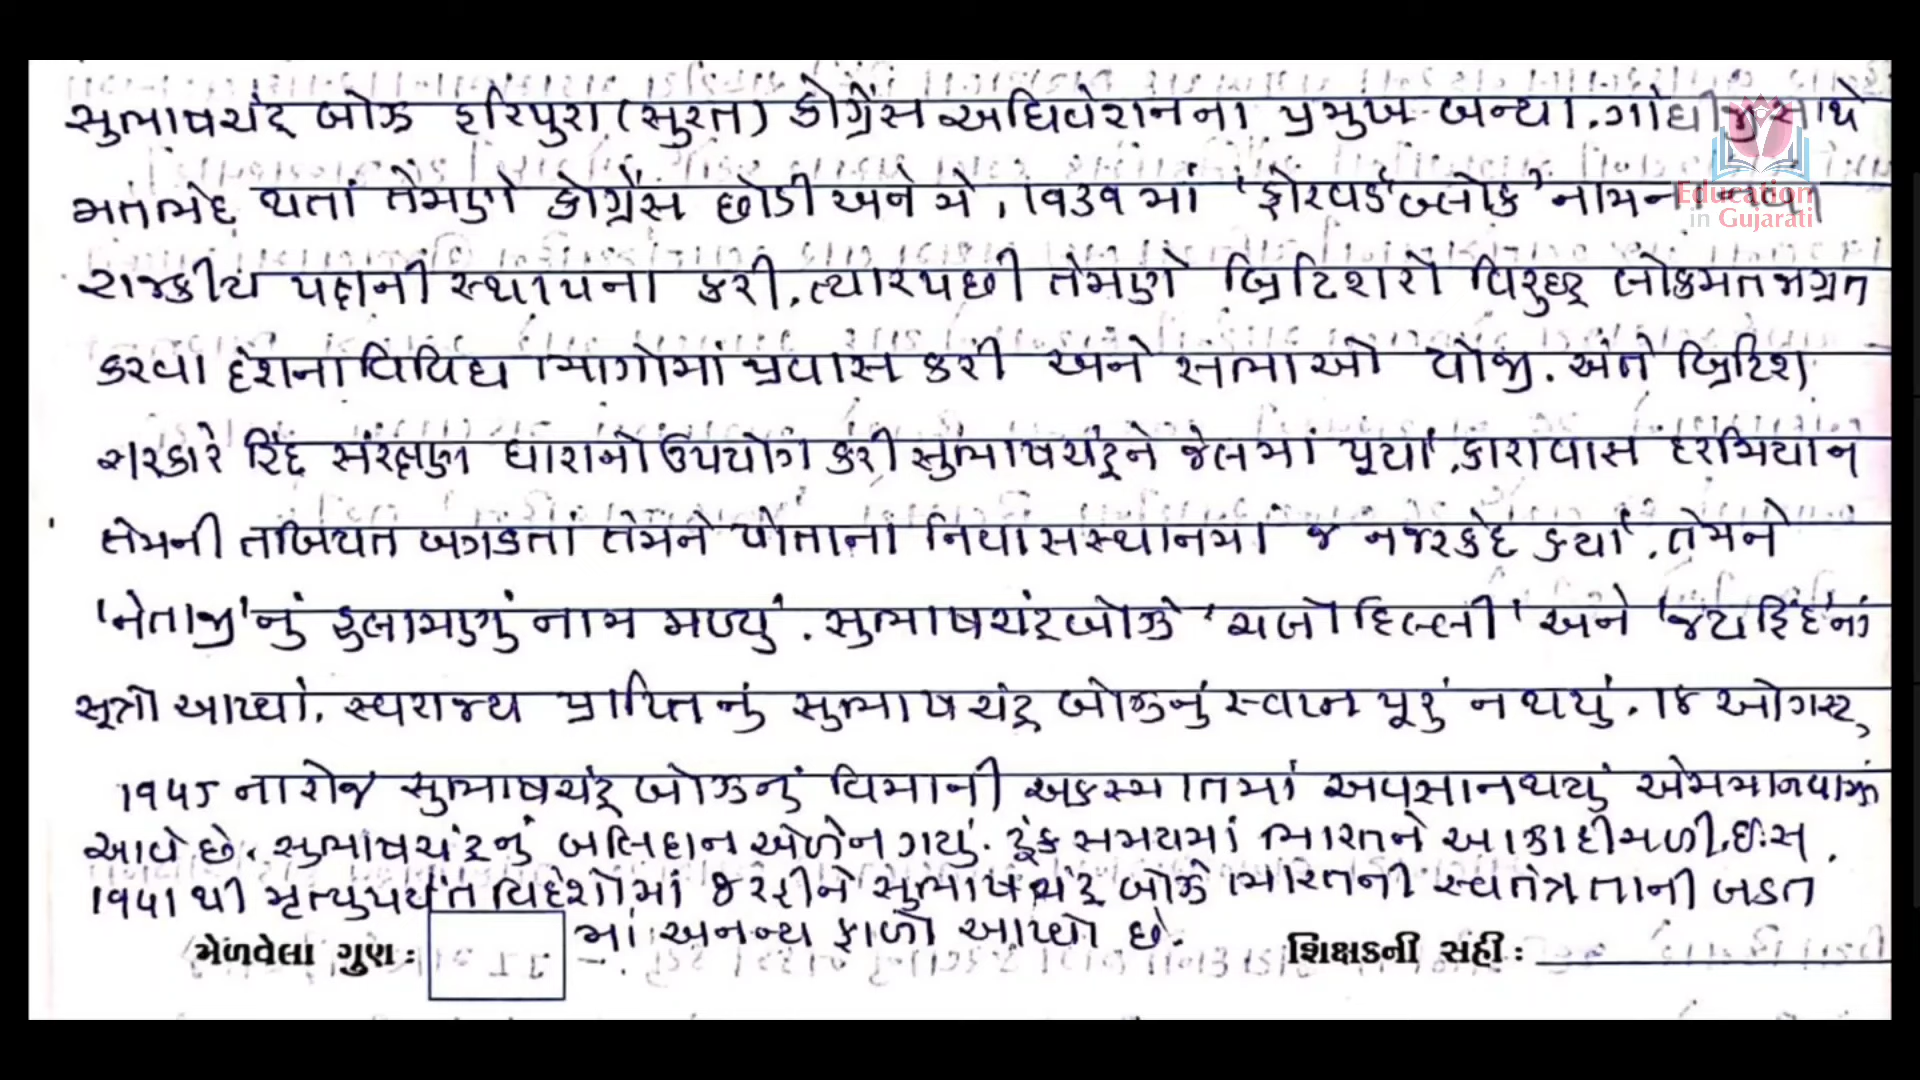 સુભાષચંદ્ર બોઝ હરિપુરા (સુરત) કોંગ્રેસ અધિવેશનના પ્રમુખ બન્યા. ગાંધીજી સાથે
મતભેદ થતાં તેમણે કોંગ્રેસ છોડી અને મે, ૧૯૩૯ માં 'ફોરવર્ડ બ્લોક' નામના નવા
રાજકીય પક્ષની સ્થાપના કરી. ત્યારપછી તેમણે બ્રિટિશરો વિરુદ્ધ લોકમત જાગ્રત
કરવા દેશના વિવિધ ભાગોમાં પ્રવાસ કરી અને સભાઓ યોજી. અંતે બ્રિટિશ
સરકારે હિંદ સંરક્ષણ ધારાનો ઉપયોગ કરી સુભાષચંદ્રને જેલમાં પૂર્યા. કારાવાસ દરમિયાન
તેમની તબિયત બગડતાં તેમને પોતાના નિવાસસ્થાનમાં જ નજરકેદ કર્યા. તેમને
'નેતાજી'નું હુલામણું નામ મળ્યું. સુભાષચંદ્ર બોઝે 'ચલો દિલ્લી' અને 'જય હિંદ'નાં
સૂત્રો આપ્યાં. સ્વરાજ્ય પ્રાપ્તિનું સુભાષચંદ્ર બોઝનું સ્વપ્ન પૂરું ન થયું. ૧૮ ઓગસ્ટ
૧૯૪૫ ના રોજ સુભાષચંદ્ર બોઝનું વિમાની અકસ્માતમાં અવસાન થયું એમ માનવામાં
આવે છે. સુભાષચંદ્રનું બલિદાન એળે ન ગયું. ટૂંક સમયમાં ભારતને આઝાદી મળી. ઈ.સ.
૧૯૪૧ થી મૃત્યુપર્યંત વિદેશોમાં ફરીને સુભાષચંદ્ર બોઝે ભારતની સ્વતંત્રતાની લડત
માં અનન્ય ફાળો આપ્યો છે.
મેળવેલા ગુણ: શિક્ષકની સહી:
Education
in Gujarati